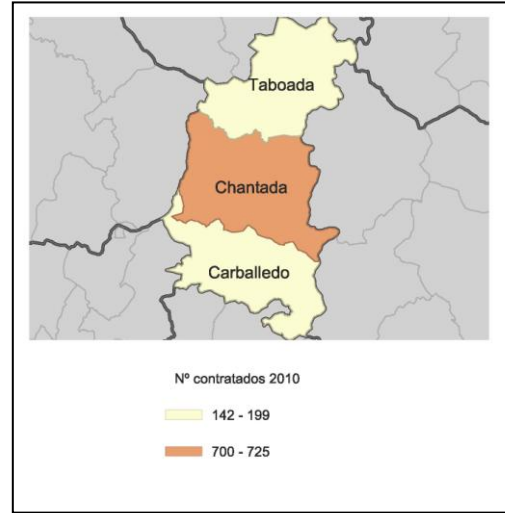 Taboada
Chantada
Carballedo
Nº contratados 2010
142 - 199
700 - 725